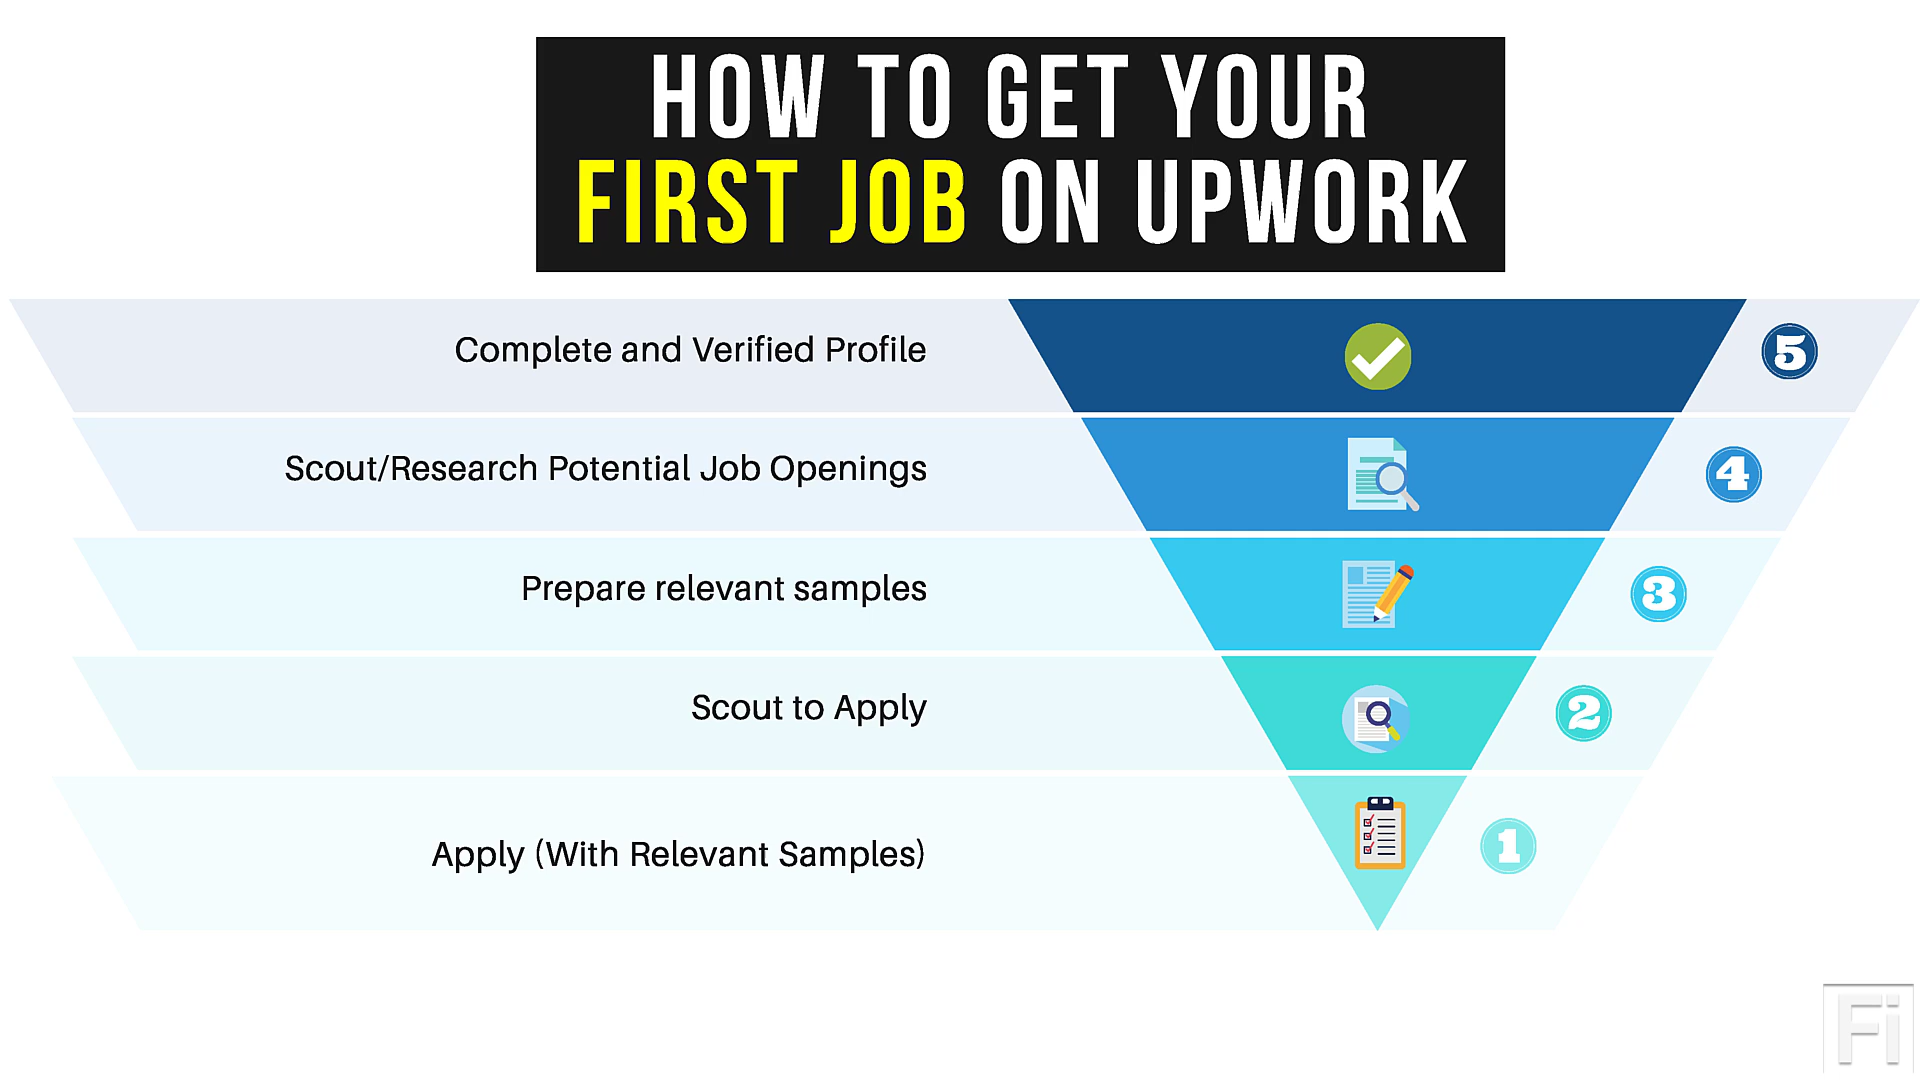 HOW TO GET YOUR
FIRST JOB ON UPWORK
Complete and Verified Profile
5
Scout/Research Potential Job Openings
4
Prepare relevant samples
3
Scout to Apply
2
Apply (With Relevant Samples)
1
Fi